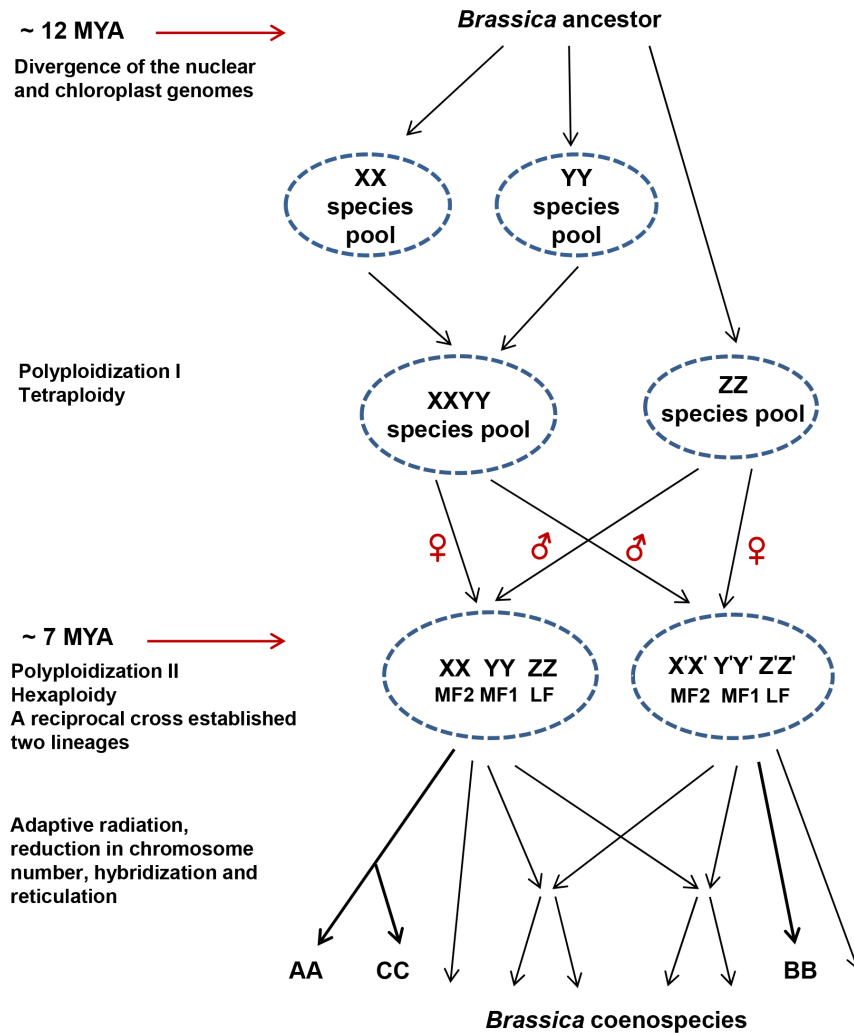 ~ 12 MYA
Brassica ancestor
Divergence of the nuclear
and chloroplast genomes
XX
species
pool
YY
species
pool
Polyploidization I
Tetraploidy
XXYY
species pool
ZZ
species pool
♀ ♂ ♂ ♀
~ 7 MYA
Polyploidization II
Hexaploidy
A reciprocal cross established
two lineages
XX YY ZZ
MF2 MF1 LF
X'X' Y'Y' Z'Z'
MF2 MF1 LF
Adaptive radiation,
reduction in chromosome
number, hybridization and
reticulation
AA CC BB
Brassica coenospecies